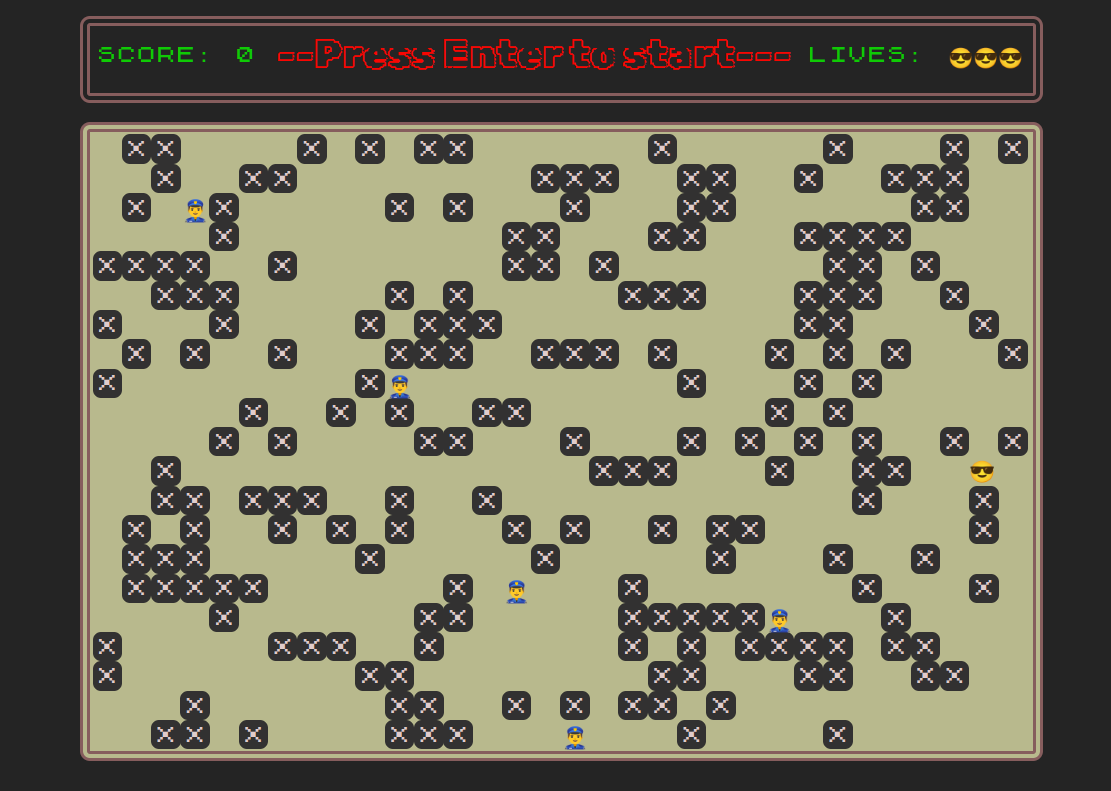 SCORE: 0 --Press Enter to start--- LIVES: 😎😎😎